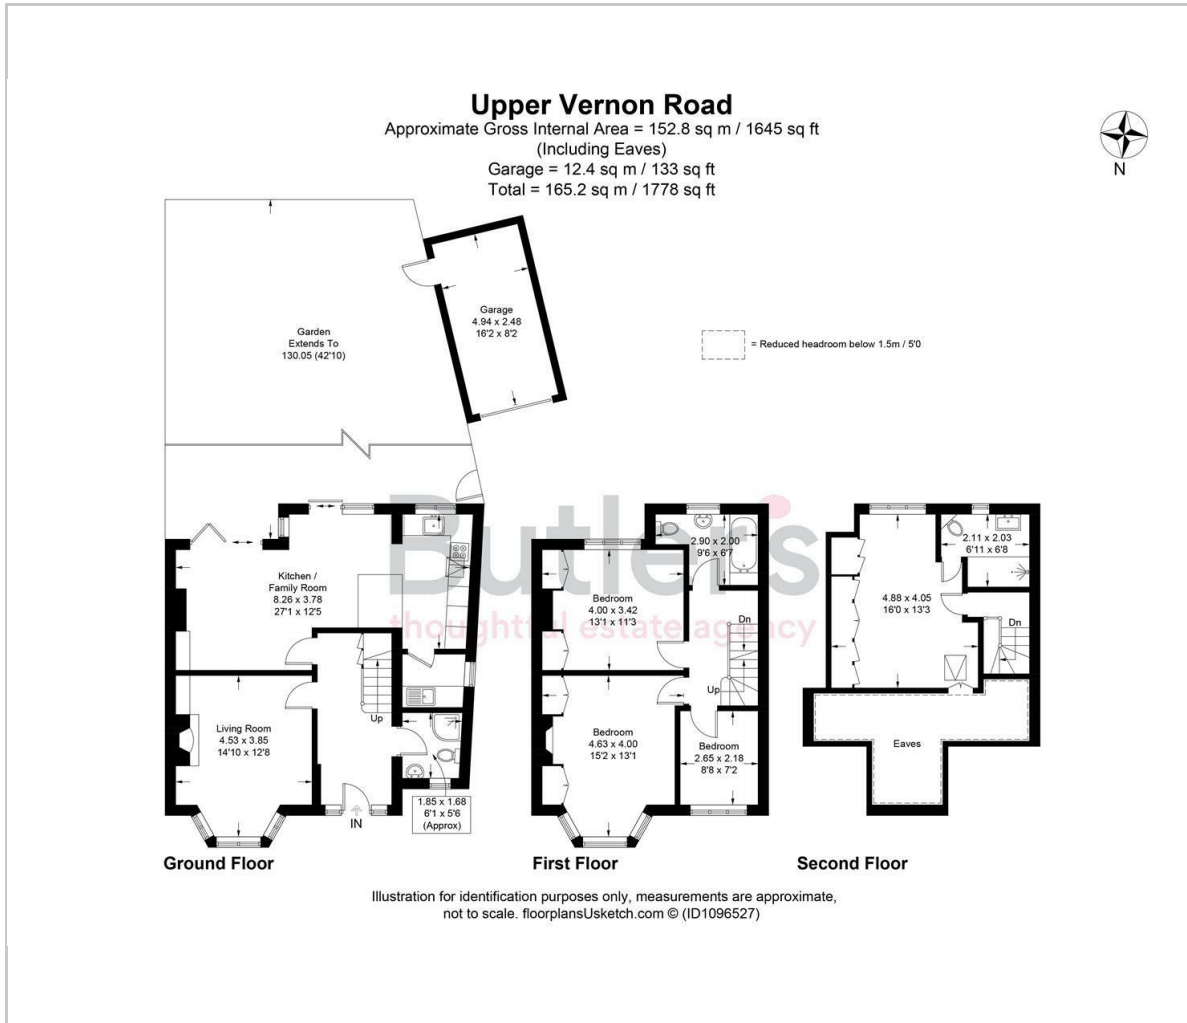 Upper Vernon Road
Approximate Gross Internal Area = 152.8 sq m / 1645 sq ft
(Including Eaves)
Garage = 12.4 sq m / 133 sq ft
Total = 165.2 sq m / 1778 sq ft
N
Garden
Extends To
130.05 (42'10)
Garage
4.94 x 2.48
16'2 x 8'2
= Reduced headroom below 1.5m / 5'0
Butler's
thoughtful estate agency
Kitchen /
Family Room
8.26 x 3.78
27'1 x 12'5
Living Room
4.53 x 3.85
14'10 x 12'8
Up
IN
1.85 x 1.68
6'1 x 5'6
(Approx)
Ground Floor
2.90 x 2.00
9'6 x 6'7
Bedroom
4.00 x 3.42
13'1 x 11'3
Dn
Up
Bedroom
4.63 x 4.00
15'2 x 13'1
Bedroom
2.65 x 2.18
8'8 x 7'2
First Floor
2.11 x 2.03
6'11 x 6'8
4.88 x 4.05
16'0 x 13'3
Dn
Eaves
Second Floor
Illustration for identification purposes only, measurements are approximate,
not to scale. floorplansUsketch.com © (ID1096527)